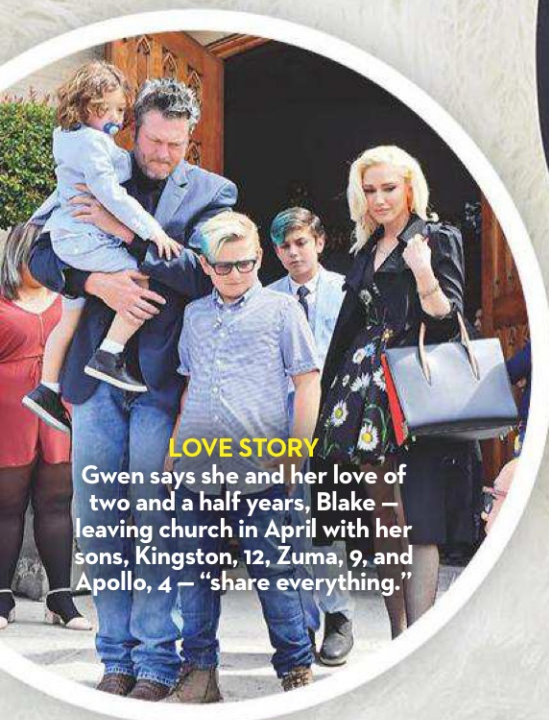 LOVE STORY
Gwen says she and her love of
two and a half years, Blake —
leaving church in April with her
sons, Kingston, 12, Zuma, 9, and
Apollo, 4 — “share everything.”